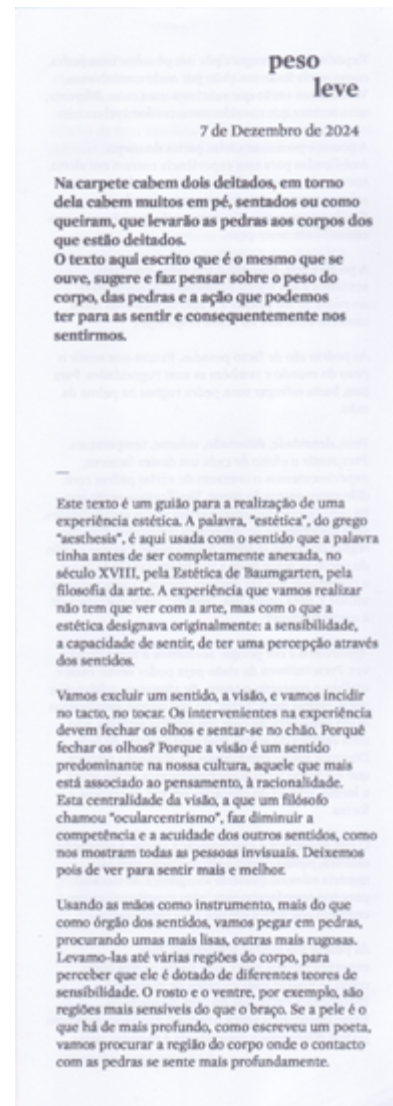 peso
leve
7 de Dezembro de 2024
Na carpete cabem dois deitados, em torno
dela cabem muitos em pé, sentados ou como
queiram, que levarão as pedras aos corpos dos
que estão deitados.
O texto aqui escrito que é o mesmo que se
ouve, sugere e faz pensar sobre o peso do
corpo, das pedras e a ação que podemos
ter para as sentir e consequentemente nos
sentirmos.
—
Este texto é um guião para a realização de uma
experiência estética. A palavra, "estética", do grego
"aesthesis", é aqui usada com o sentido que a palavra
tinha antes de ser completamente anexada, no
século XVIII, pela Estética de Baumgarten, pela
filosofia da arte. A experiência que vamos realizar
não tem que ver com a arte, mas com o que a
estética designava originalmente: a sensibilidade,
a capacidade de sentir, de ter uma percepção através
dos sentidos.
Vamos excluir um sentido, a visão, e vamos incidir
no tacto, no tocar. Os intervenientes na experiência
devem fechar os olhos e sentar-se no chão. Porquê
fechar os olhos? Porque a visão é um sentido
predominante na nossa cultura, aquele que mais
está associado ao pensamento, à racionalidade.
Esta centralidade da visão, a que um filósofo
chamou "ocularcentrismo", faz diminuir a
competência e a acuidade dos outros sentidos, como
nos mostram todas as pessoas invisuais. Deixemos
pois de ver para sentir mais e melhor.
Usando as mãos como instrumento, mais do que
como órgão dos sentidos, vamos pegar em pedras,
procurando umas mais lisas, outras mais rugosas.
Levamo-las até várias regiões do corpo, para
perceber que ele é dotado de diferentes teores de
sensibilidade. O rosto e o ventre, por exemplo, são
regiões mais sensíveis do que o braço. Se a pele é o
que há de mais profundo, como escreveu um poeta,
vamos procurar a região do corpo onde o contacto
com as pedras se sente mais profundamente.